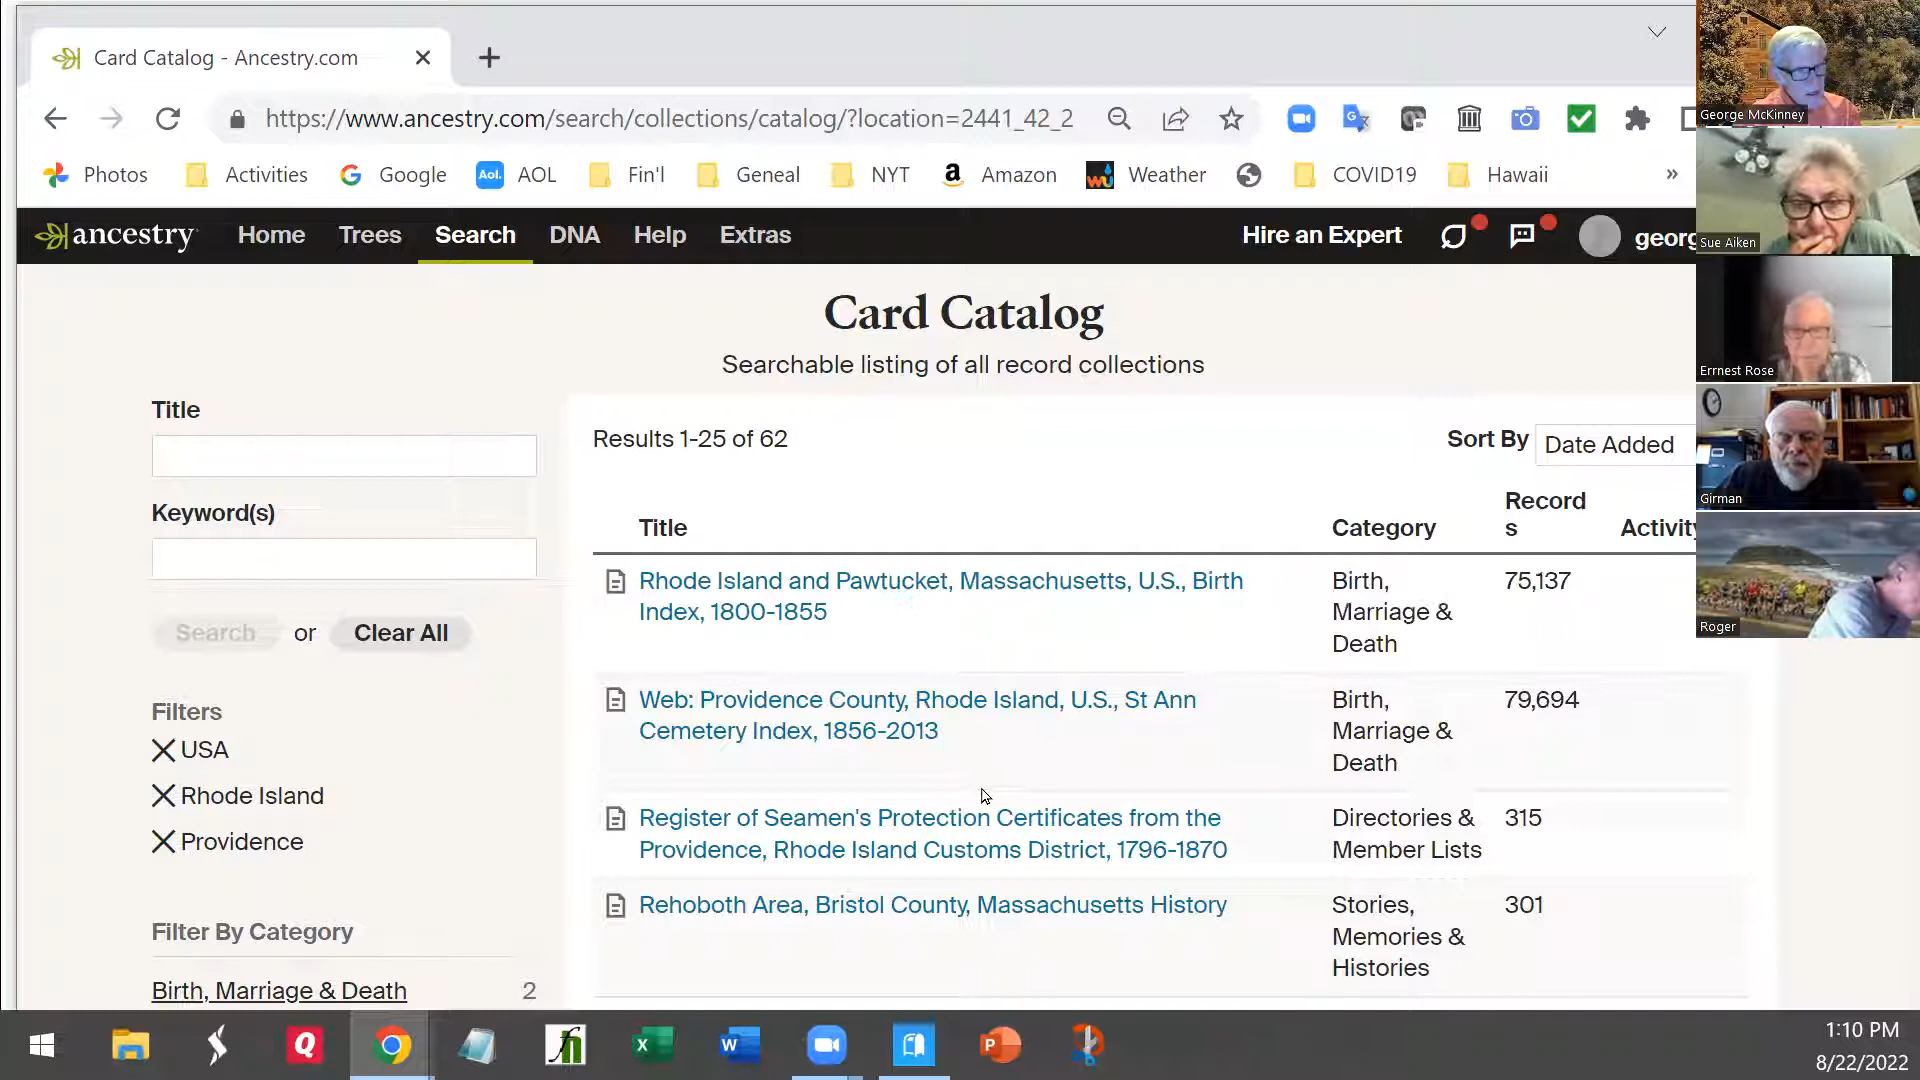 Card Catalog - Ancestry.com
https://www.ancestry.com/search/collections/catalog/?location=2441_42_2
Photos Activities Google Aol. AOL Fin'l Geneal NYT Amazon Weather COVID19 Hawaii »
ancestry Home Trees Search DNA Help Extras Hire an Expert georg
Card Catalog
Searchable listing of all record collections
Title
Keyword(s)
Search or Clear All
Filters
USA
Rhode Island
Providence
Filter By Category
Birth, Marriage & Death 2
Results 1-25 of 62
Sort By Date Added
Title Category Record
s Activity
Rhode Island and Pawtucket, Massachusetts, U.S., Birth
Index, 1800-1855
Birth,
Marriage &
Death
75,137
Web: Providence County, Rhode Island, U.S., St Ann
Cemetery Index, 1856-2013
Birth,
Marriage &
Death
79,694
Register of Seamen's Protection Certificates from the
Providence, Rhode Island Customs District, 1796-1870
Directories &
Member Lists
315
Rehoboth Area, Bristol County, Massachusetts History
Stories,
Memories &
Histories
301
George McKinney
Sue Aiken
Errnest Rose
Girman
Roger
1:10 PM
8/22/2022